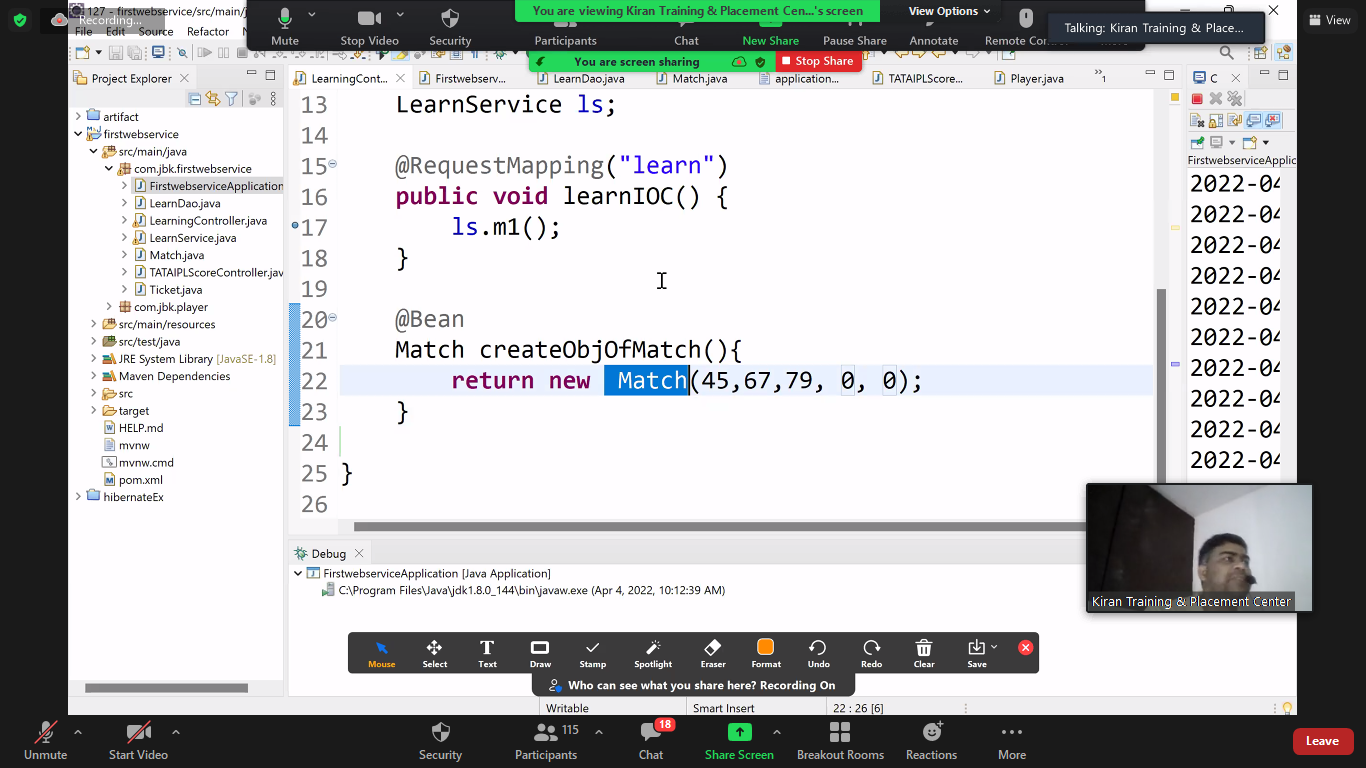 127 - firstwebservice/src/main/j
Recording...
File Edit Source Refactor
You are viewing Kiran Training & Placement Cen...'s screen
View Options
View
Mute
Stop Video
Security
Participants
Chat
New Share
Pause Share
Annotate
Remote Con
Talking: Kiran Training & Place...
You are screen sharing
Stop Share
Project Explorer
LearningCont...
Firstwebserv...
LearnDao.java
Match.java
application...
TATAIPLScore...
Player.java
»1
C
artifact
firstwebservice
src/main/java
com.jbk.firstwebservice
FirstwebserviceApplication
LearnDao.java
LearningController.java
LearnService.java
Match.java
TATAIPLScoreController.jav
Ticket.java
com.jbk.player
src/main/resources
src/test/java
JRE System Library [JavaSE-1.8]
Maven Dependencies
src
target
HELP.md
mvnw
mvnw.cmd
pom.xml
hibernateEx
13 LearnService ls;
14
15 @RequestMapping("learn")
16 public void learnIOC() {
17 ls.m1();
18 }
19
20 @Bean
21 Match createObjOfMatch(){
22 return new Match(45,67,79, 0, 0);
23 }
24
25 }
26
FirstwebserviceApplic
2022-04
2022-04
2022-04
2022-04
2022-04
2022-04
2022-04
2022-04
2022-04
2022-04
Debug
FirstwebserviceApplication [Java Application]
C:\Program Files\Java\jdk1.8.0_144\bin\javaw.exe (Apr 4, 2022, 10:12:39 AM)
Kiran Training & Placement Center
Mouse
Select
Text
Draw
Stamp
Spotlight
Eraser
Format
Undo
Redo
Clear
Save
Who can see what you share here? Recording On
Writable
Smart Insert
22 : 26 [6]
Unmute
Start Video
Security
Participants
115
Chat
18
Share Screen
Breakout Rooms
Reactions
More
Leave